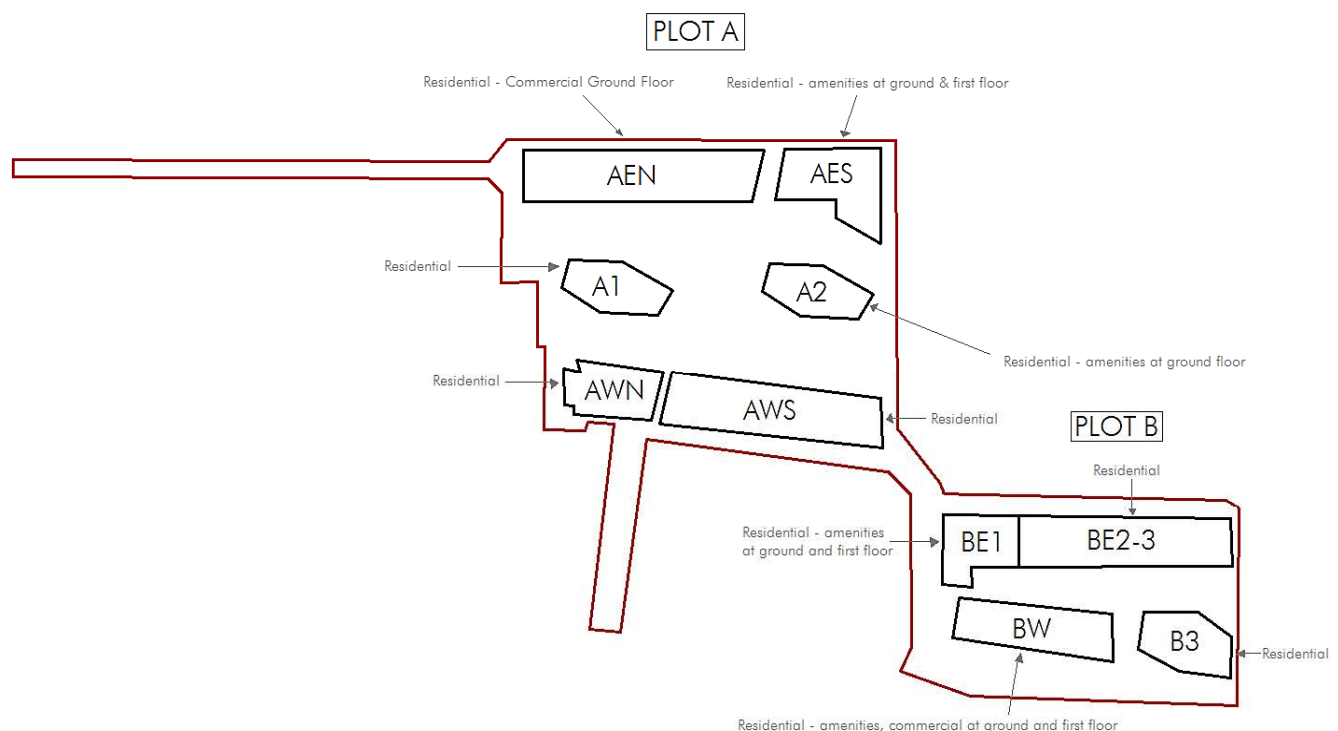 PLOT A
Residential - Commercial Ground Floor
Residential - amenities at ground & first floor
AEN
AES
Residential
A1
A2
Residential - amenities at ground floor
Residential
AWN
AWS
Residential
PLOT B
Residential
Residential - amenities
at ground and first floor
BE1
BE2-3
BW
B3
Residential
Residential - amenities, commercial at ground and first floor